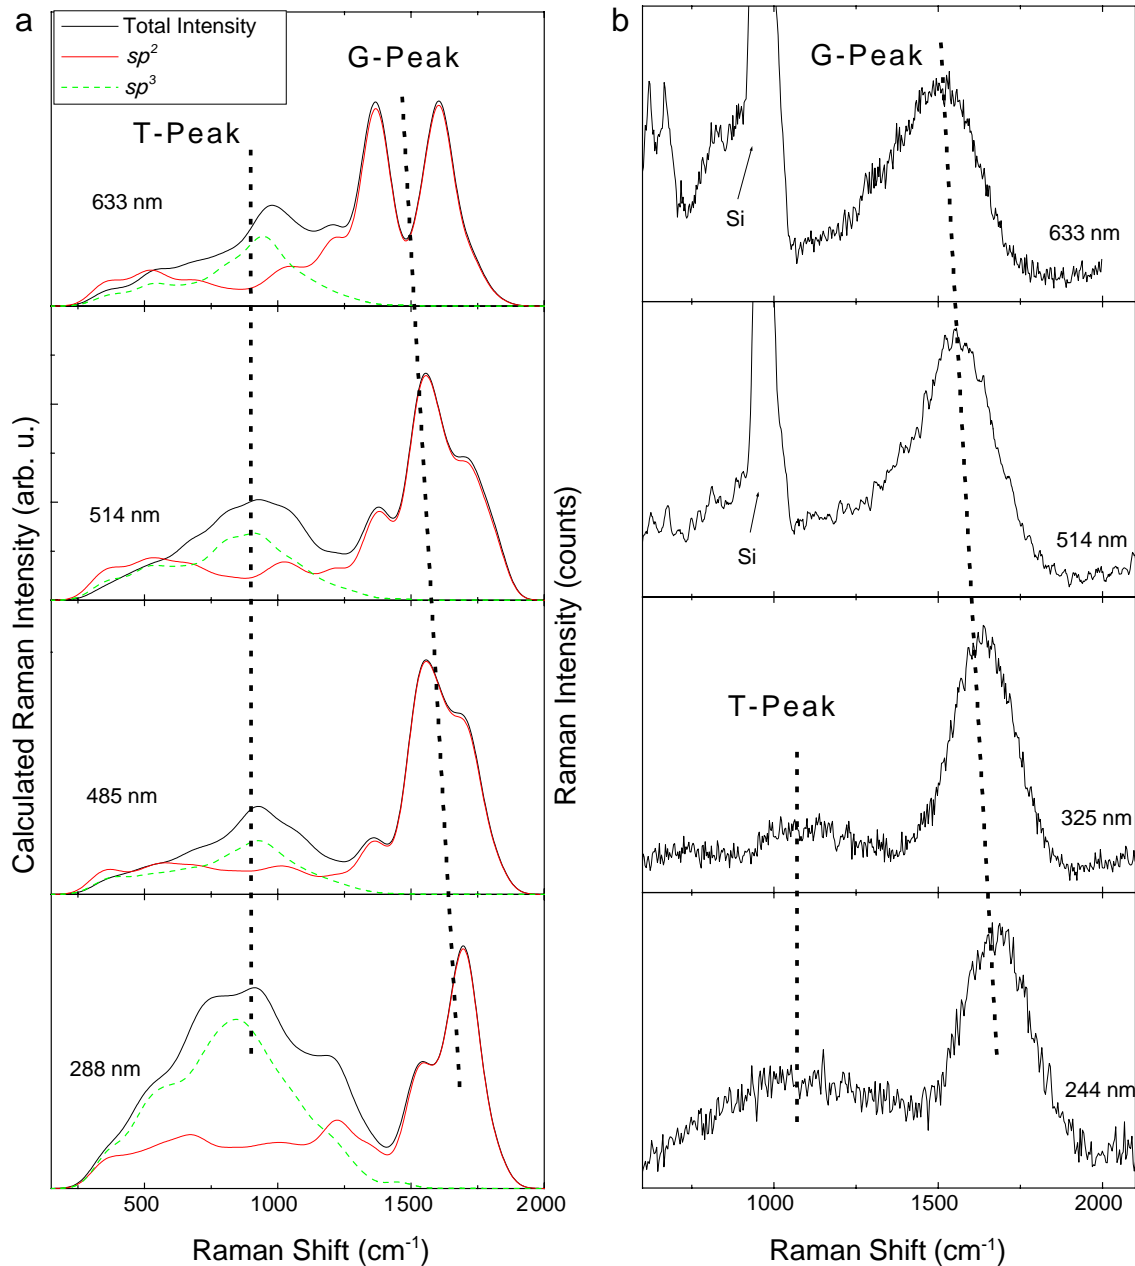 a
Total Intensity
sp²
sp³
G-Peak
T-Peak
633 nm
514 nm
485 nm
288 nm
Calculated Raman Intensity (arb. u.)
500
1000
1500
2000
Raman Shift (cm⁻¹)
b
G-Peak
Si
633 nm
Si
514 nm
T-Peak
325 nm
244 nm
Raman Intensity (counts)
1000
1500
2000
Raman Shift (cm⁻¹)